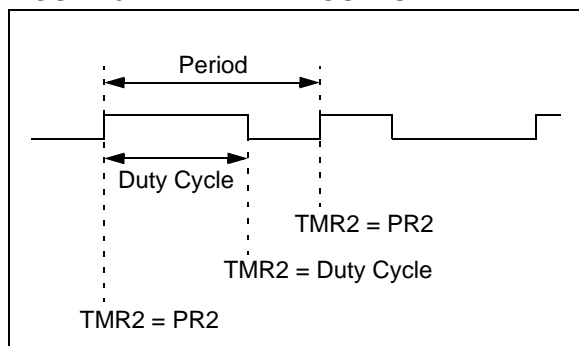 Period
Duty Cycle
TMR2 = PR2
TMR2 = Duty Cycle
TMR2 = PR2